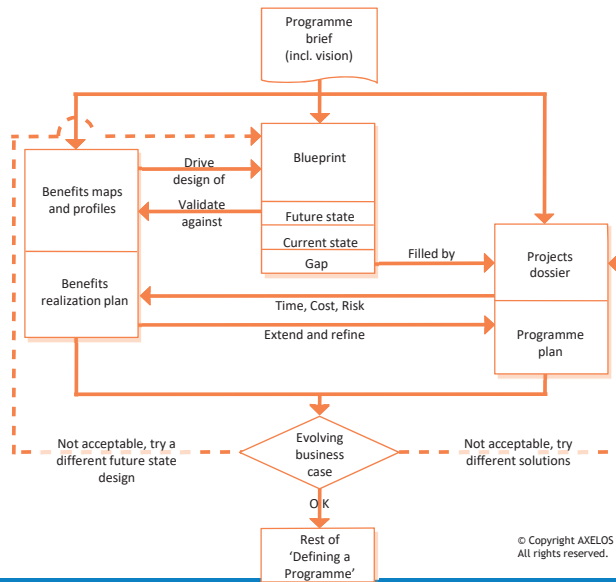 Programme
brief
(incl. vision)
Blueprint
Drive
design of
Benefits maps
and profiles
Validate
against
Future state
Current state
Gap
Filled by
Projects
dossier
Benefits
realization plan
Time, Cost, Risk
Extend and refine
Programme
plan
Not acceptable, try a
different future state
design
Evolving
business
case
Not acceptable, try
different solutions
OK
Rest of
‘Defining a
Programme’
© Copyright AXELOS
All rights reserved.